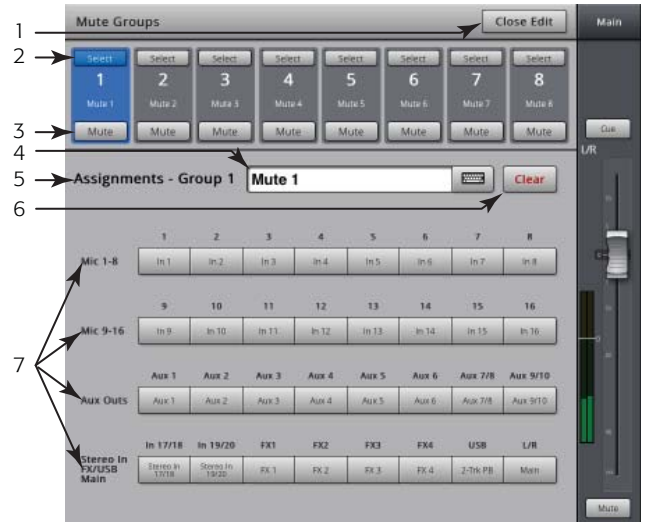 Mute Groups Close Edit Main
1
2
3
4
5
6
7
Select Select Select Select Select Select Select Select
1 2 3 4 5 6 7 8
Mute 1 Mute 2 Mute 3 Mute 4 Mute 5 Mute 6 Mute 7 Mute 8
Mute Mute Mute Mute Mute Mute Mute Mute
Cue
L/R
Assignments - Group 1 Mute 1 Clear
1 2 3 4 5 6 7 8
Mic 1-8 In 1 In 2 In 3 In 4 In 5 In 6 In 7 In 8
9 10 11 12 13 14 15 16
Mic 9-16 In 9 In 10 In 11 In 12 In 13 In 14 In 15 In 16
Aux 1 Aux 2 Aux 3 Aux 4 Aux 5 Aux 6 Aux 7/8 Aux 9/10
Aux Outs Aux 1 Aux 2 Aux 3 Aux 4 Aux 5 Aux 6 Aux 7/8 Aux 9/10
In 17/18 In 19/20 FX1 FX2 FX3 FX4 USB L/R
Stereo In
FX/USB
Main
Stereo In 17/18 Stereo In 19/20 FX 1 FX 2 FX 3 FX 4 2-Trk PB Main
Mute